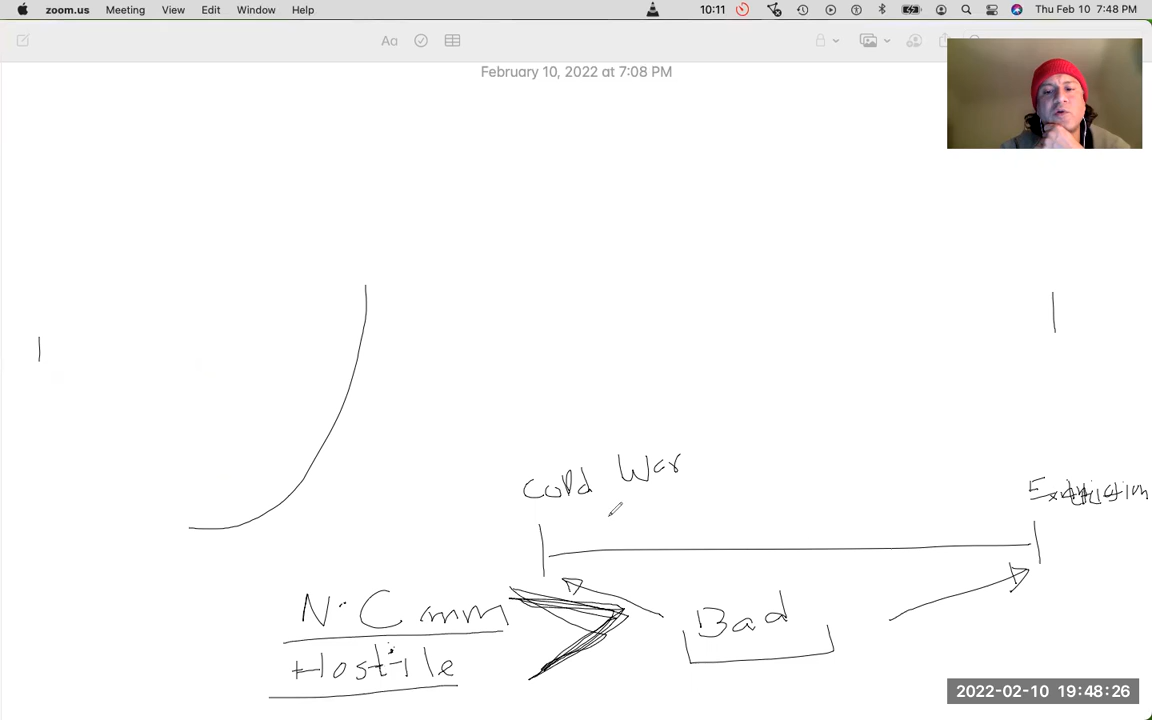 zoom.us Meeting View Edit Window Help 10:11 Thu Feb 10 7:48 PM
Aa
February 10, 2022 at 7:08 PM
Cold War
N. Comm
Bad
Hostile
2022-02-10 19:48:26